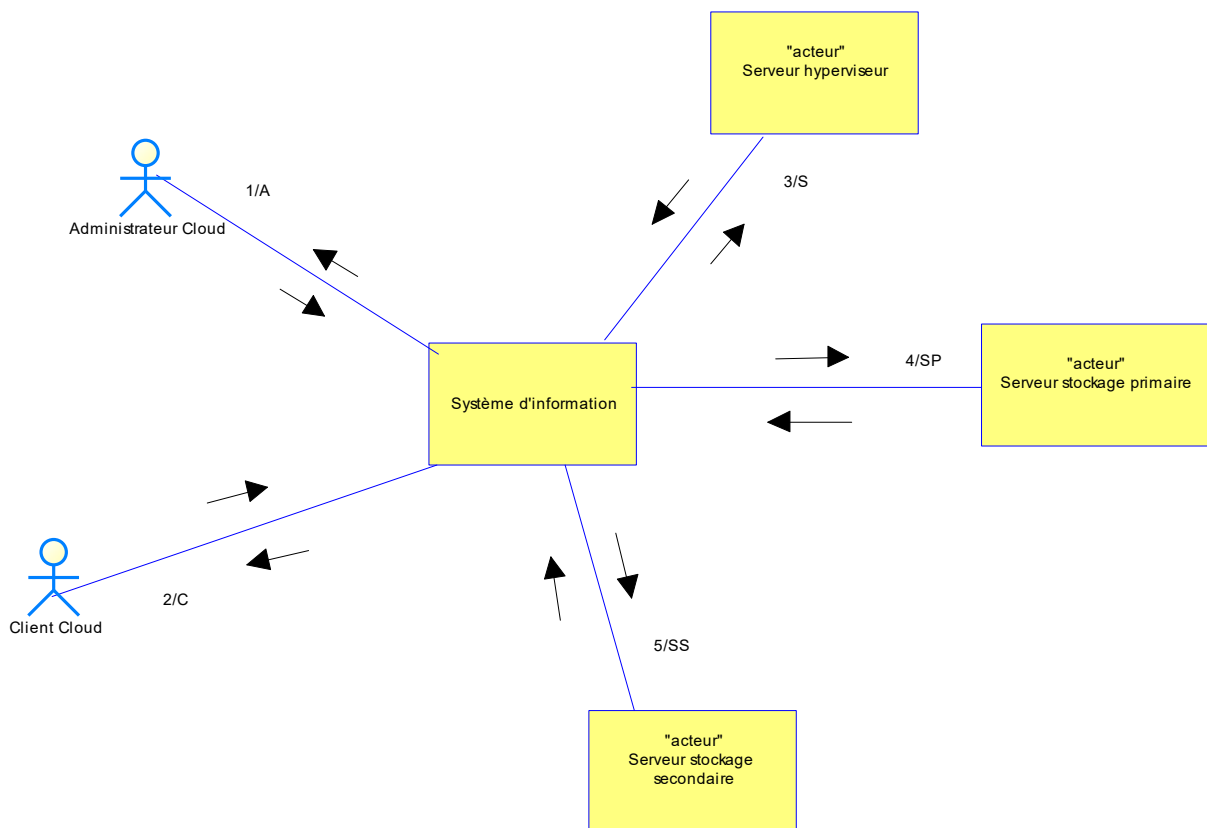 "acteur"
Serveur hyperviseur
1/A
3/S
Administrateur Cloud
"acteur"
Serveur stockage primaire
4/SP
Système d'information
2/C
Client Cloud
5/SS
"acteur"
Serveur stockage
secondaire